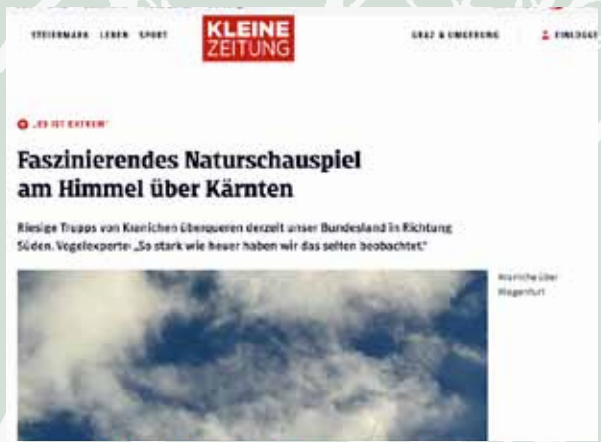 STEIERMARK LEBEN SPORT
KLEINE
ZEITUNG
GRAZ & UMGEBUNG
EINLOGGE
„ES IST EXTREM“
Faszinierendes Naturschauspiel
am Himmel über Kärnten
Riesige Trupps von Kranichen überqueren derzeit unser Bundesland in Richtung
Süden. Vogelexperte: „So stark wie heuer haben wir das selten beobachtet.“
Kraniche über
Klagenfurt